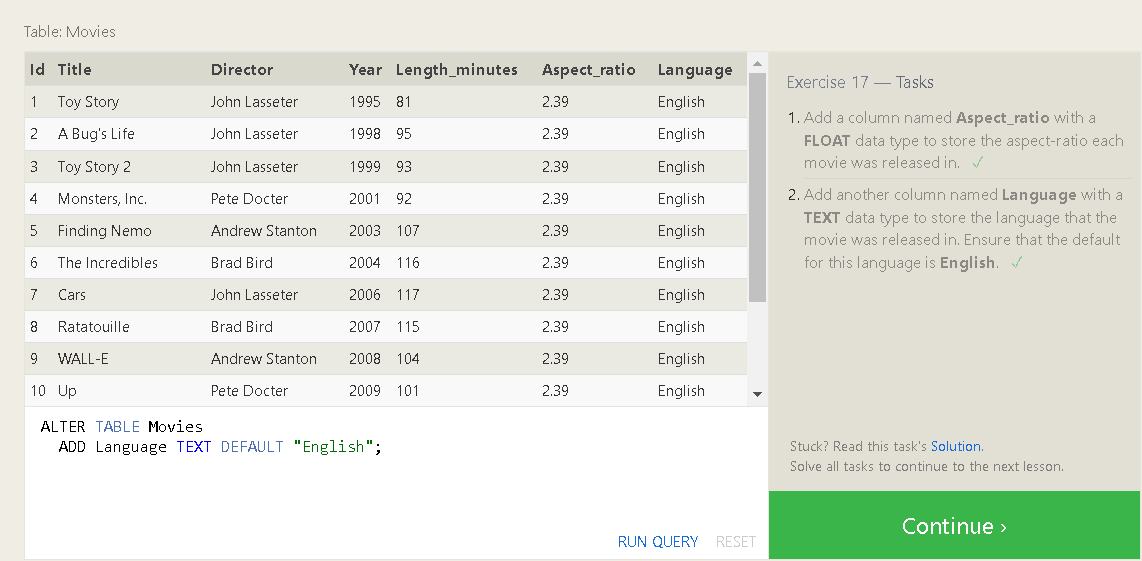 Table: Movies
Id Title Director Year Length_minutes Aspect_ratio Language
1 Toy Story John Lasseter 1995 81 2.39 English
2 A Bug's Life John Lasseter 1998 95 2.39 English
3 Toy Story 2 John Lasseter 1999 93 2.39 English
4 Monsters, Inc. Pete Docter 2001 92 2.39 English
5 Finding Nemo Andrew Stanton 2003 107 2.39 English
6 The Incredibles Brad Bird 2004 116 2.39 English
7 Cars John Lasseter 2006 117 2.39 English
8 Ratatouille Brad Bird 2007 115 2.39 English
9 WALL-E Andrew Stanton 2008 104 2.39 English
10 Up Pete Docter 2009 101 2.39 English
ALTER TABLE Movies
ADD Language TEXT DEFAULT "English";
RUN QUERY RESET
Exercise 17 — Tasks
1. Add a column named Aspect_ratio with a
FLOAT data type to store the aspect-ratio each
movie was released in. ✓
2. Add another column named Language with a
TEXT data type to store the language that the
movie was released in. Ensure that the default
for this language is English. ✓
Stuck? Read this task's Solution.
Solve all tasks to continue to the next lesson.
Continue ›